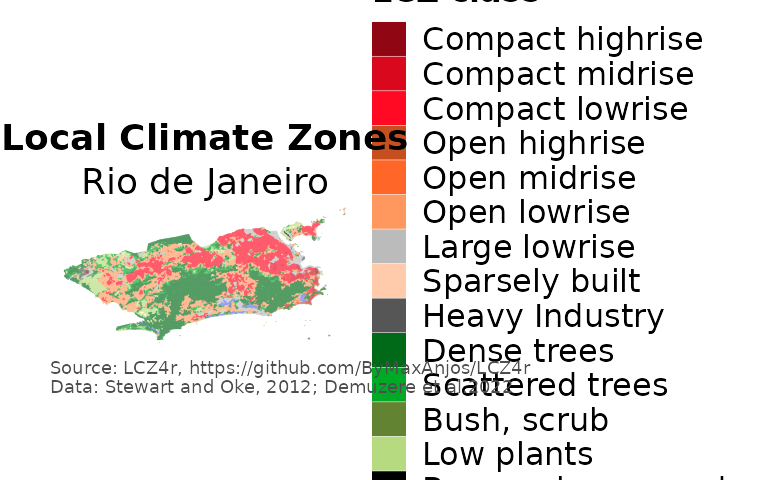 LCZ class
Local Climate Zones
Rio de Janeiro
Compact highrise
Compact midrise
Compact lowrise
Open highrise
Open midrise
Open lowrise
Large lowrise
Sparsely built
Heavy Industry
Dense trees
Scattered trees
Bush, scrub
Low plants
Source: LCZ4r, https://github.com/ByMaxAnjos/LCZ4r
Data: Stewart and Oke, 2012; Demuzere et al 2022